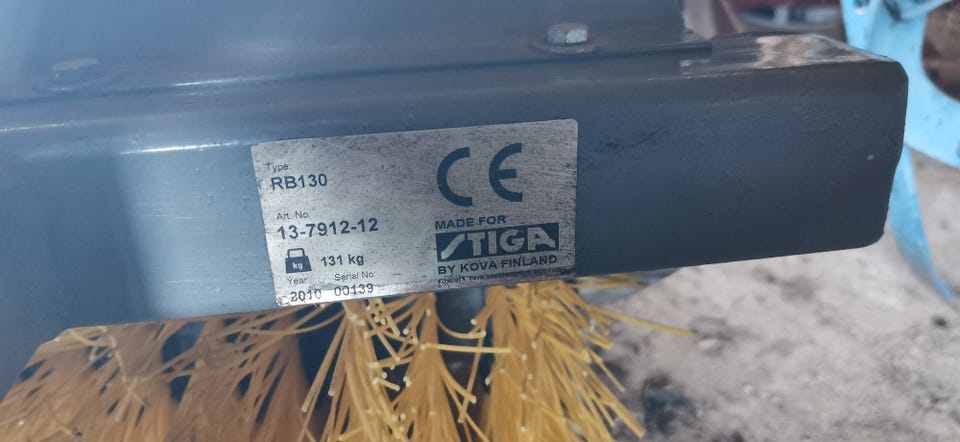 Type:
RB130
Art. No.
13-7912-12
kg 131 kg
Year Serial No
2010 00139
CE
MADE FOR
STIGA
BY KOVA FINLAND